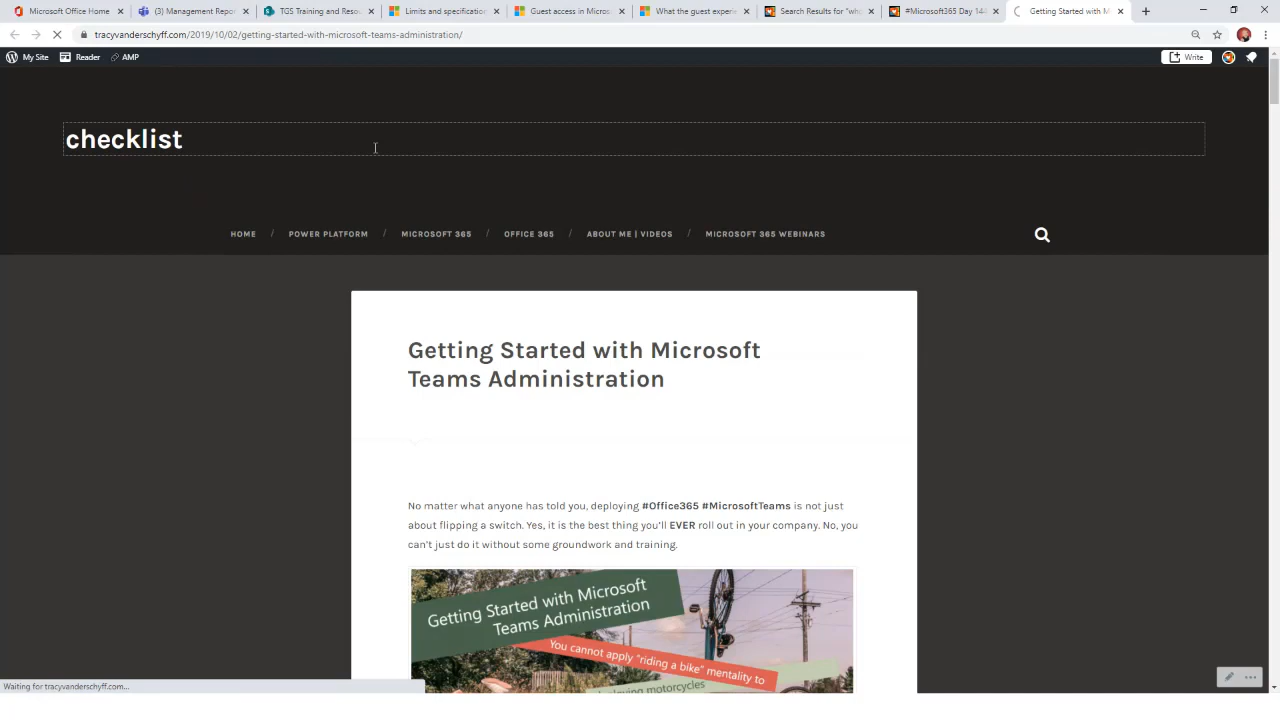 Microsoft Office Home
(3) Management Repor
TGS Training and Reso
Limits and specification
Guest access in Micros
What the guest experie
Search Results for "who
#Microsoft365 Day 144
Getting Started with M
tracyvanderschyff.com/2019/10/02/getting-started-with-microsoft-teams-administration/
My Site
Reader
AMP
Write
checklist
HOME / POWER PLATFORM / MICROSOFT 365 / OFFICE 365 / ABOUT ME | VIDEOS / MICROSOFT 365 WEBINARS
Getting Started with Microsoft
Teams Administration
No matter what anyone has told you, deploying #Office365 #MicrosoftTeams is not just
about flipping a switch. Yes, it is the best thing you'll EVER roll out in your company. No, you
can't just do it without some groundwork and training.
Getting Started with Microsoft
Teams Administration
You cannot apply "riding a bike" mentality to
deploying motorcycles
Waiting for tracyvanderschyff.com...